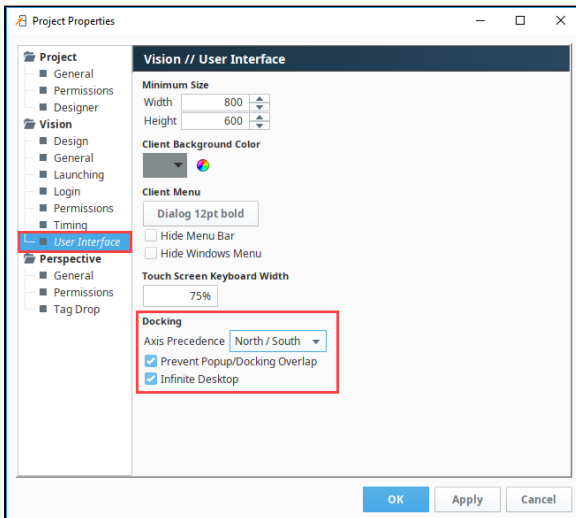 Project Properties
Project
General
Permissions
Designer
Vision
Design
General
Launching
Login
Permissions
Timing
User Interface
Perspective
General
Permissions
Tag Drop
Vision // User Interface
Minimum Size
Width 800
Height 600
Client Background Color
Client Menu
Dialog 12pt bold
Hide Menu Bar
Hide Windows Menu
Touch Screen Keyboard Width
75%
Docking
Axis Precedence North / South
Prevent Popup/Docking Overlap
Infinite Desktop
OK Apply Cancel